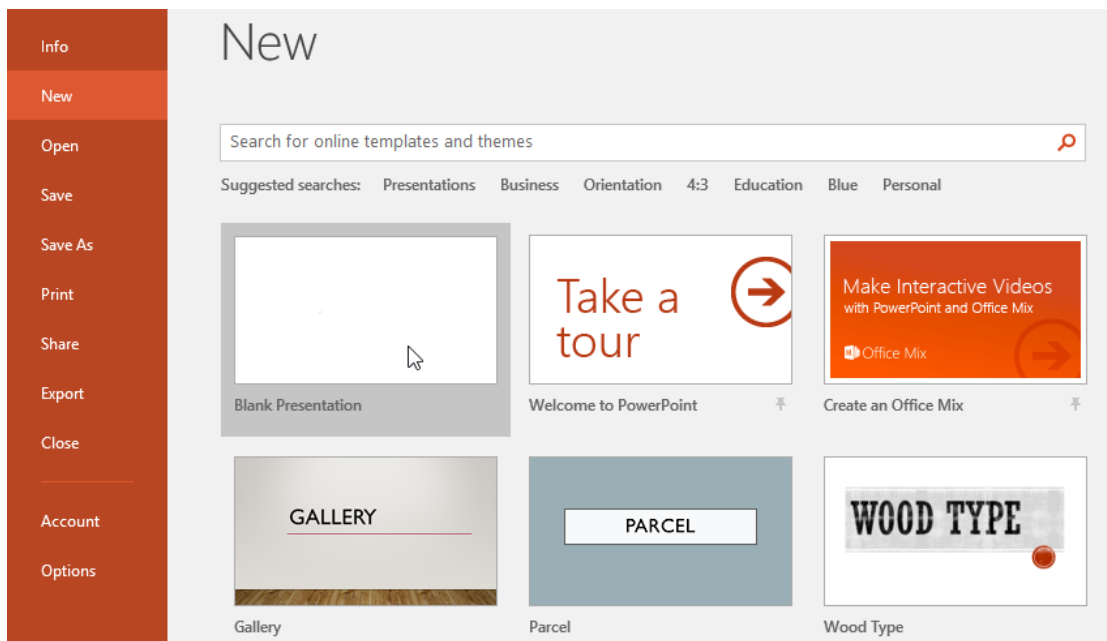 Info
New
Open
Save
Save As
Print
Share
Export
Close
Account
Options
New
Search for online templates and themes
Suggested searches: Presentations Business Orientation 4:3 Education Blue Personal
Take a
tour
Make Interactive Videos
with PowerPoint and Office Mix
Office Mix
Blank Presentation
Welcome to PowerPoint
Create an Office Mix
GALLERY
PARCEL
WOOD TYPE
Gallery
Parcel
Wood Type